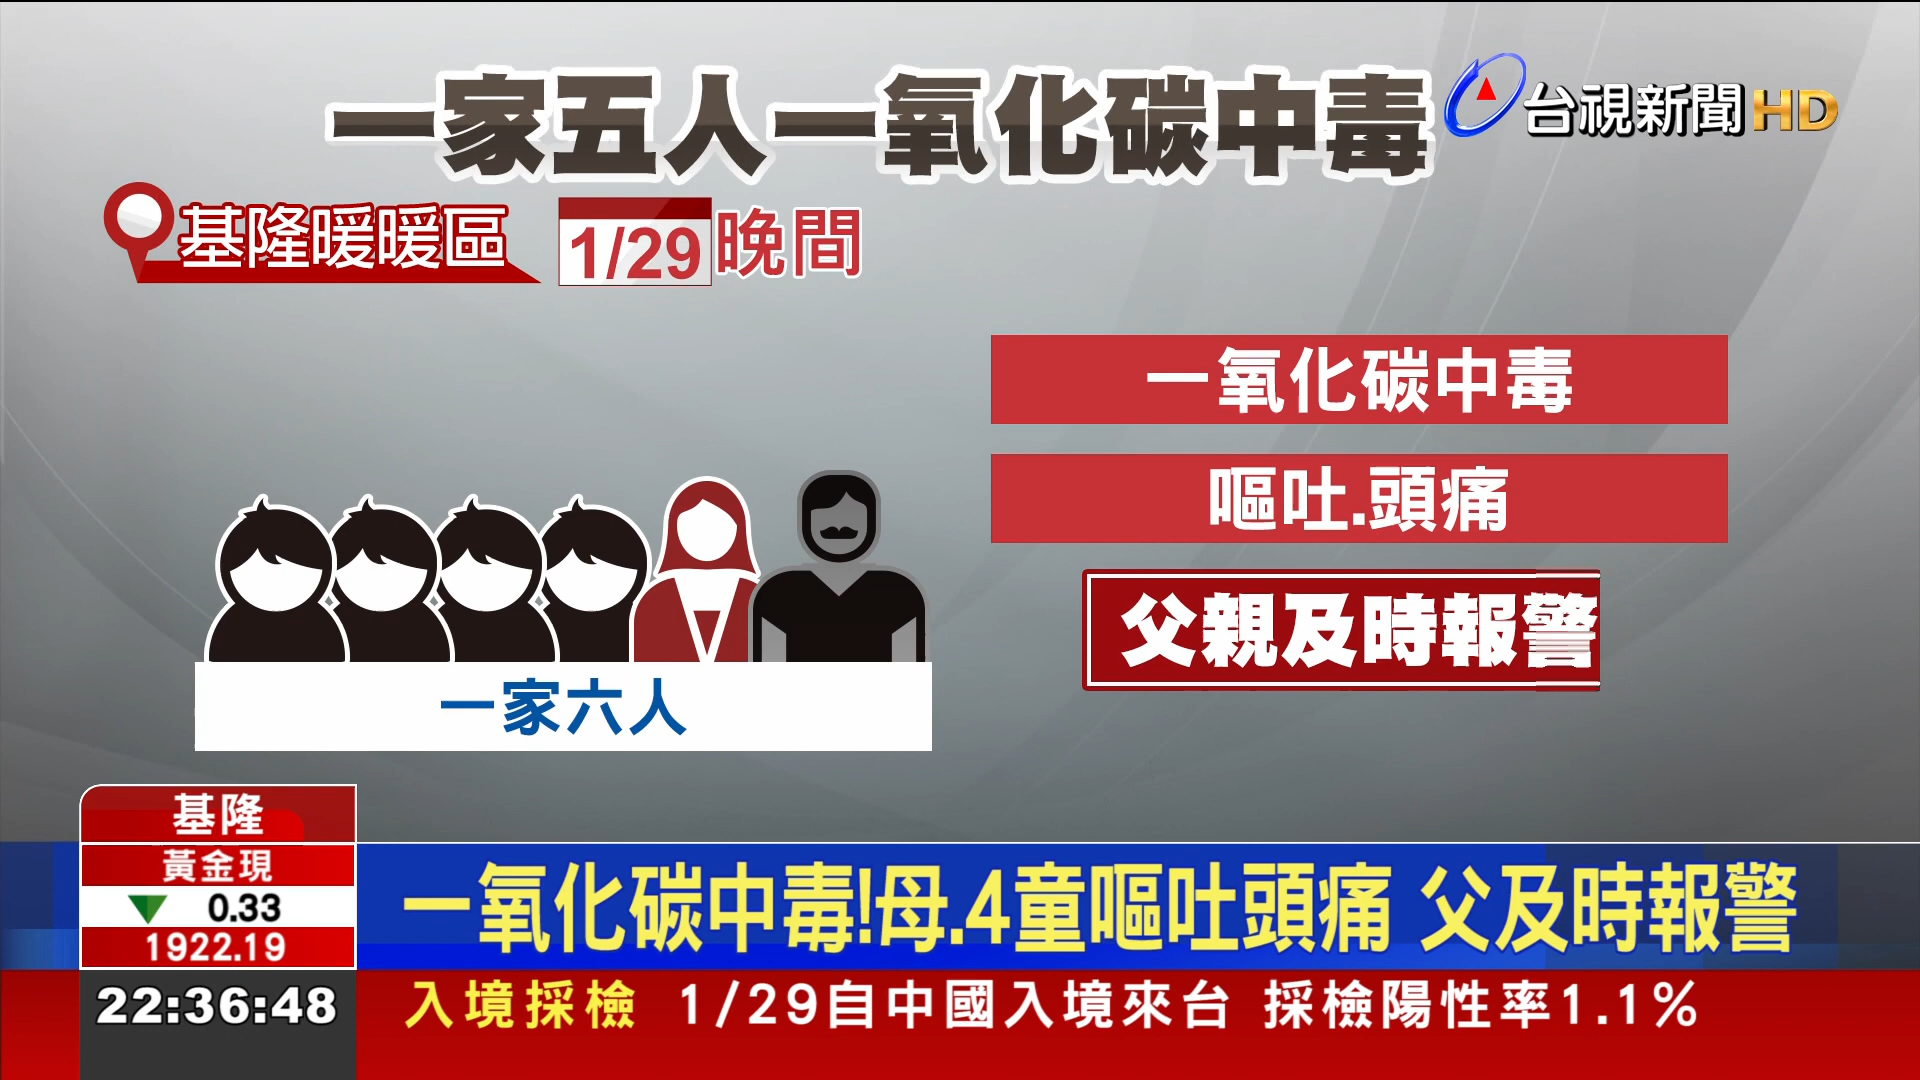 一家五人一氧化碳中毒
台視新聞HD
基隆暖暖區
1/29
晚間
一氧化碳中毒
嘔吐.頭痛
父親及時報警
一家六人
基隆
黃金現
0.33
1922.19
一氧化碳中毒!母.4童嘔吐頭痛 父及時報警
22:36:48
入境採檢 1/29自中國入境來台 採檢陽性率1.1%